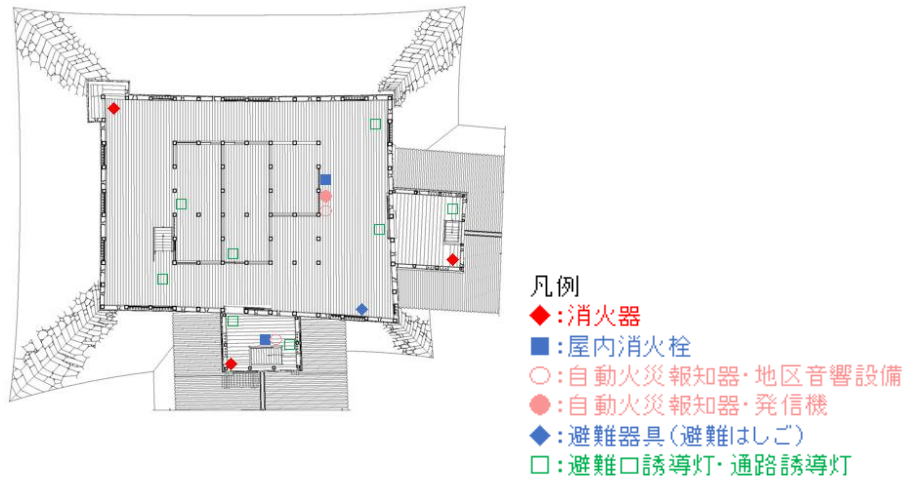 凡例
◆:消火器
■:屋内消火栓
○:自動火災報知器・地区音響設備
●:自動火災報知器・発信機
◆:避難器具(避難はしご)
□:避難口誘導灯・通路誘導灯